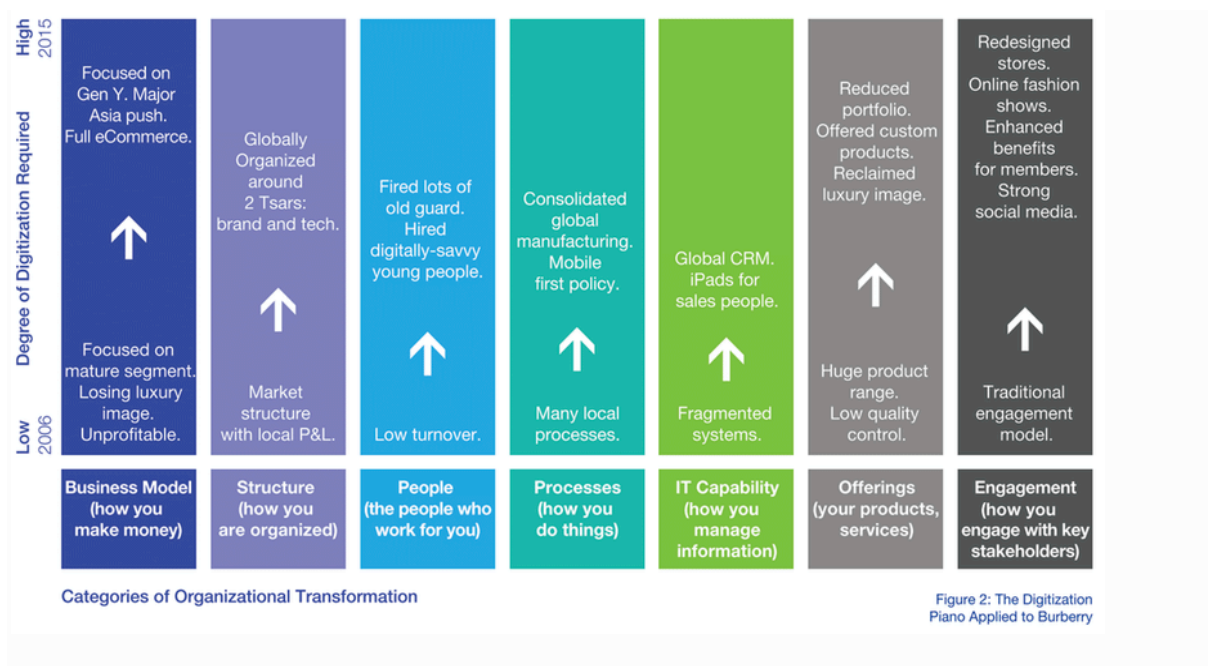 High
2015
Degree of Digitization Required
Low
2006
Focused on
Gen Y. Major
Asia push.
Full eCommerce.
Focused on
mature segment.
Losing luxury
image.
Unprofitable.
Business Model
(how you
make money)
Globally
Organized
around
2 Tsars:
brand and tech.
Market
structure
with local P&L.
Structure
(how you
are organized)
Fired lots of
old guard.
Hired
digitally-savvy
young people.
Low turnover.
People
(the people who
work for you)
Consolidated
global
manufacturing.
Mobile
first policy.
Many local
processes.
Processes
(how you
do things)
Global CRM.
iPads for
sales people.
Fragmented
systems.
IT Capability
(how you
manage
information)
Reduced
portfolio.
Offered custom
products.
Reclaimed
luxury image.
Huge product
range.
Low quality
control.
Offerings
(your products,
services)
Redesigned
stores.
Online fashion
shows.
Enhanced
benefits
for members.
Strong
social media.
Traditional
engagement
model.
Engagement
(how you
engage with key
stakeholders)
Categories of Organizational Transformation
Figure 2: The Digitization
Piano Applied to Burberry